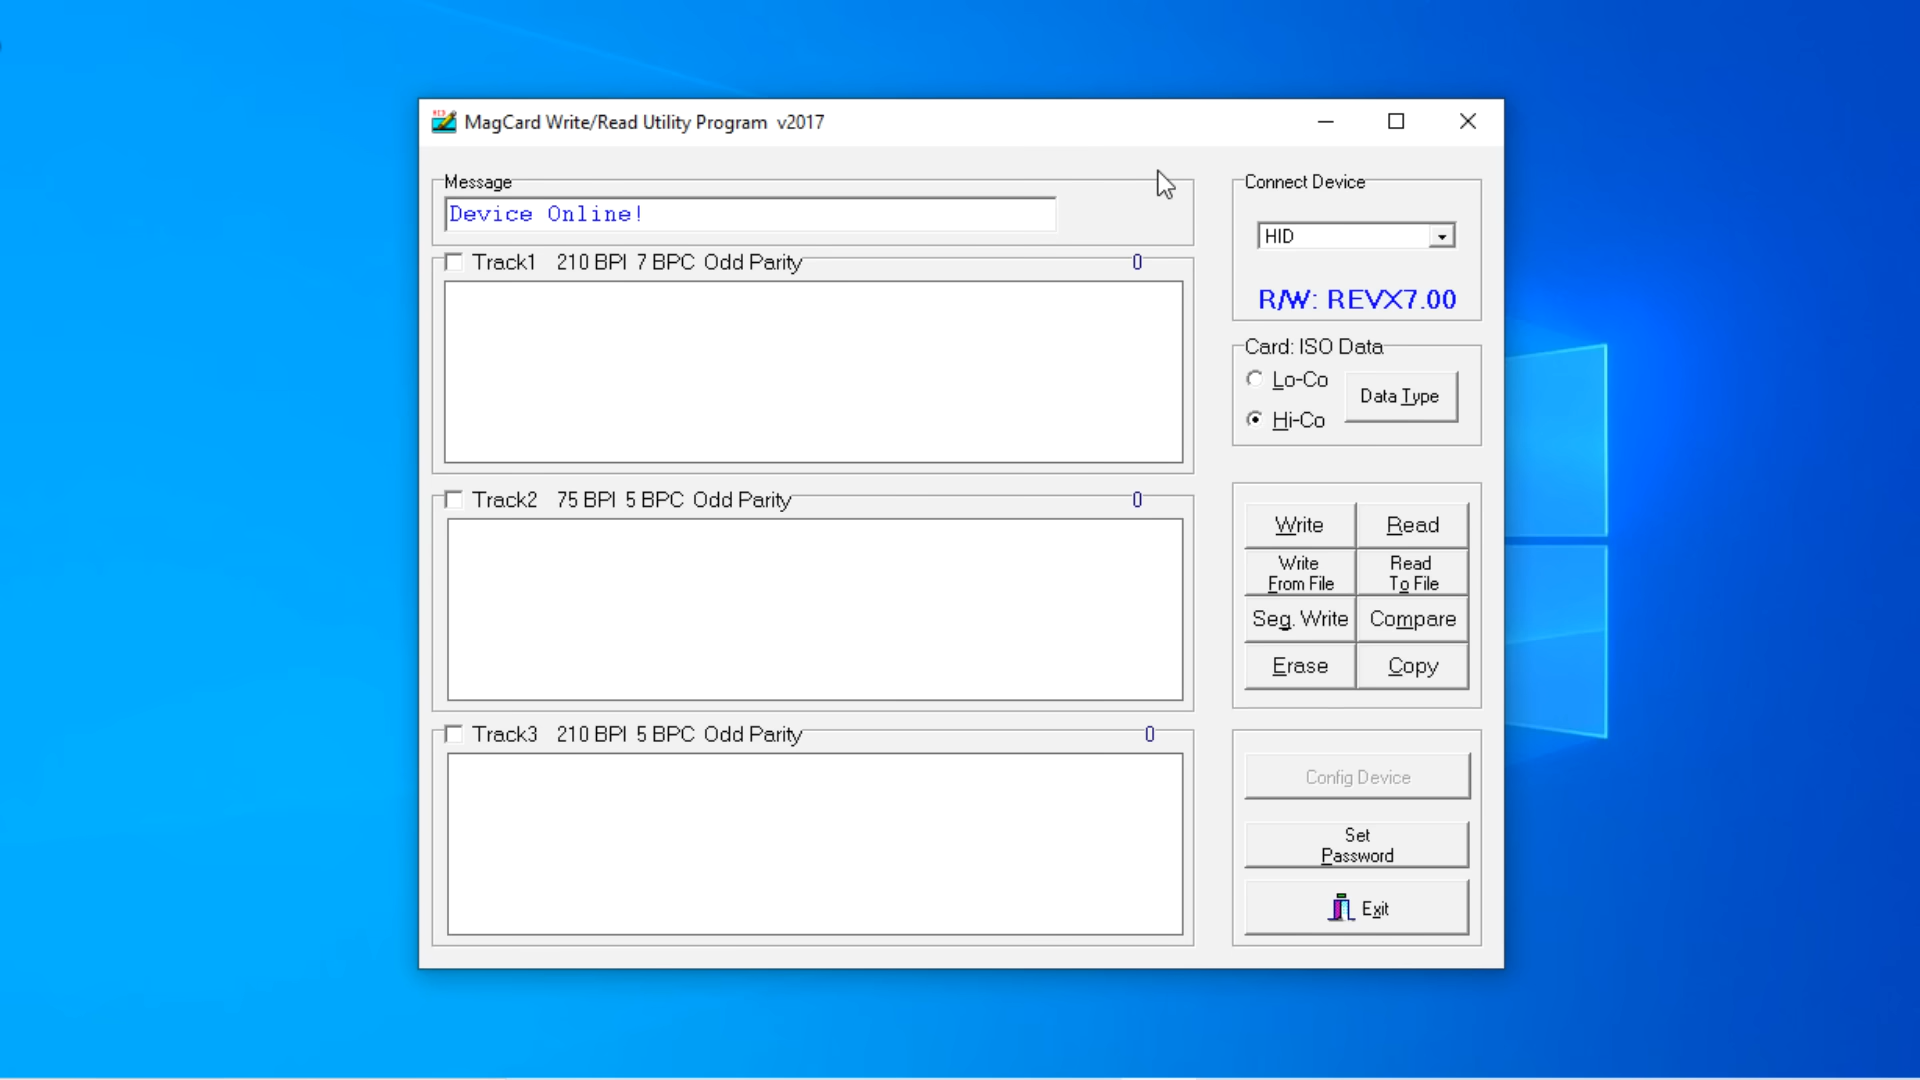 MagCard Write/Read Utility Program v2017
Message
Device Online!
Connect Device
HID
R/W: REVX7.00
Track1 210 BPI 7 BPC Odd Parity 0
Card: ISO Data
Lo-Co
Hi-Co
Data Type
Track2 75 BPI 5 BPC Odd Parity 0
Write
Read
Write
From File
Read
To File
Seg. Write
Compare
Erase
Copy
Track3 210 BPI 5 BPC Odd Parity 0
Config Device
Set
Password
Exit